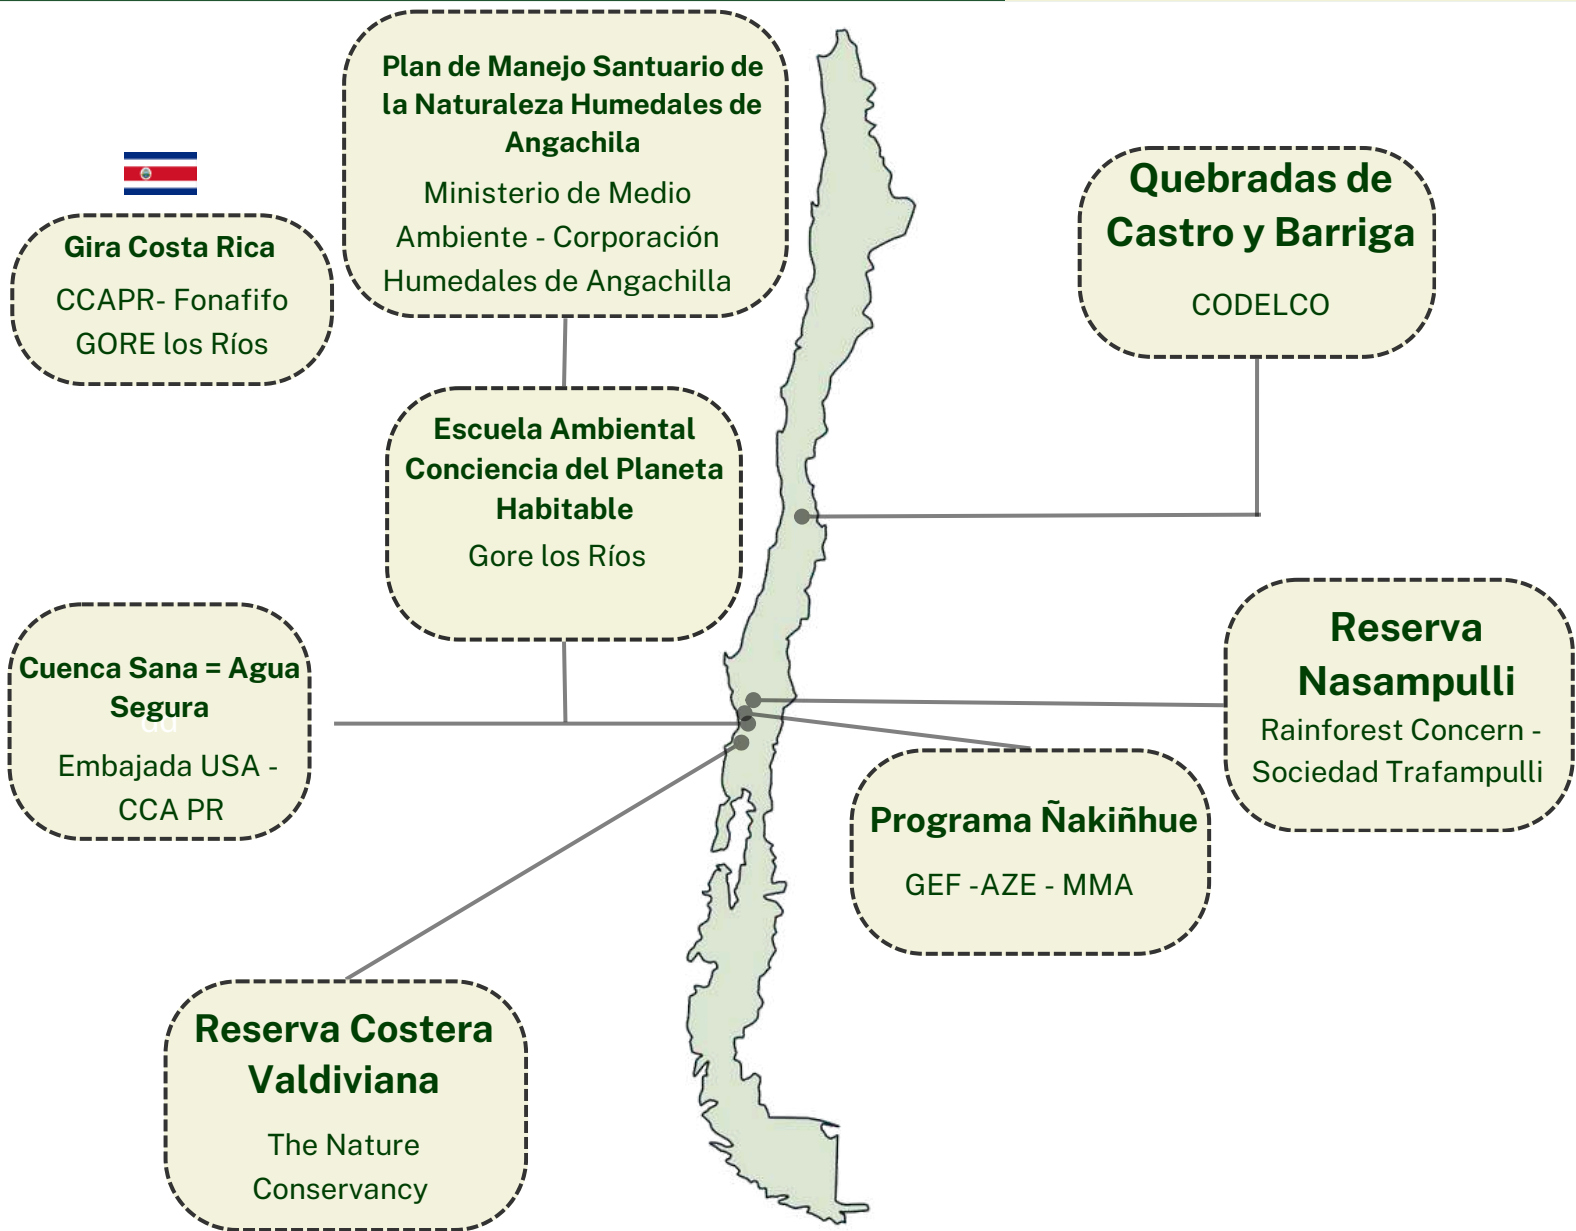 Plan de Manejo Santuario de
la Naturaleza Humedales de
Angachila
Ministerio de Medio
Ambiente - Corporación
Humedales de Angachilla
Gira Costa Rica
CCAPR- Fonafifo
GORE los Ríos
Quebradas de
Castro y Barriga
CODELCO
Escuela Ambiental
Conciencia del Planeta
Habitable
Gore los Ríos
Cuenca Sana = Agua
Segura
Embajada USA -
CCA PR
Reserva
Nasampulli
Rainforest Concern -
Sociedad Trafampulli
Programa Ñakiñhue
GEF -AZE - MMA
Reserva Costera
Valdiviana
The Nature
Conservancy